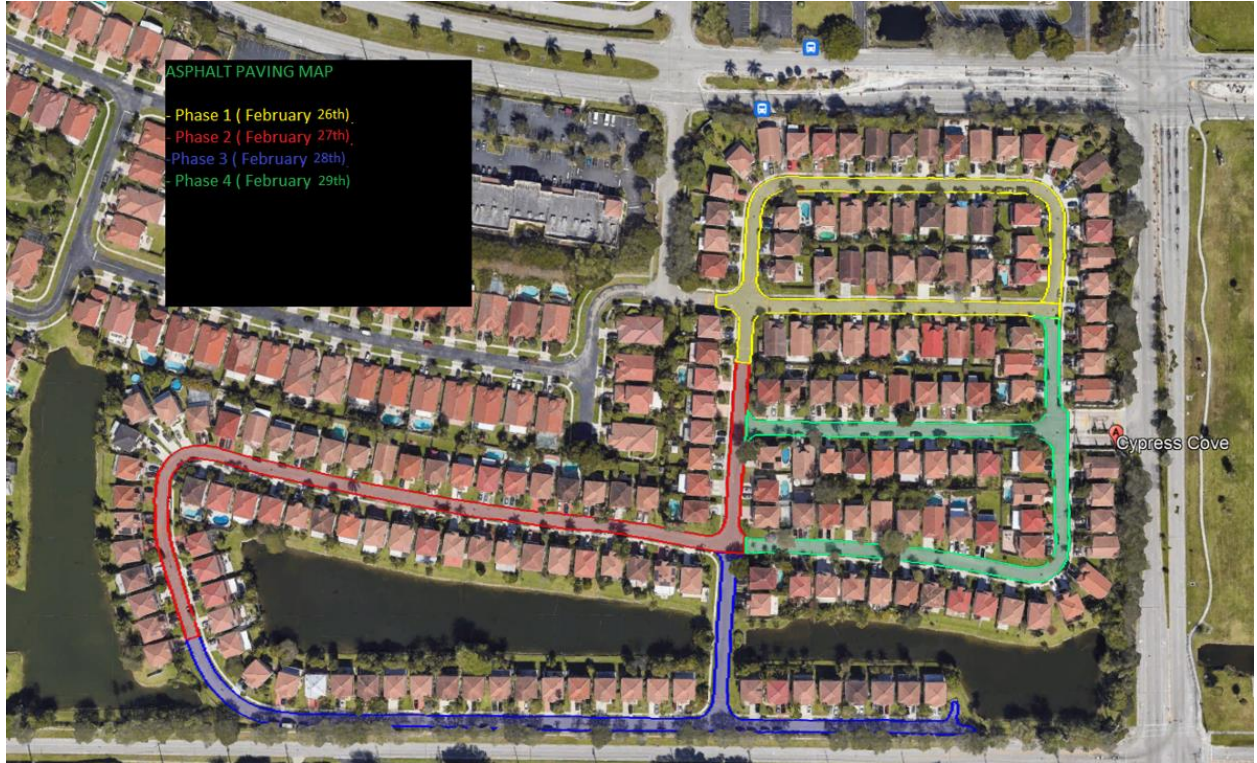 ASPHALT PAVING MAP
- Phase 1 ( February 26th).
- Phase 2 ( February 27th).
-Phase 3 ( February 28th).
- Phase 4 ( February 29th)
A
Cypress Cove